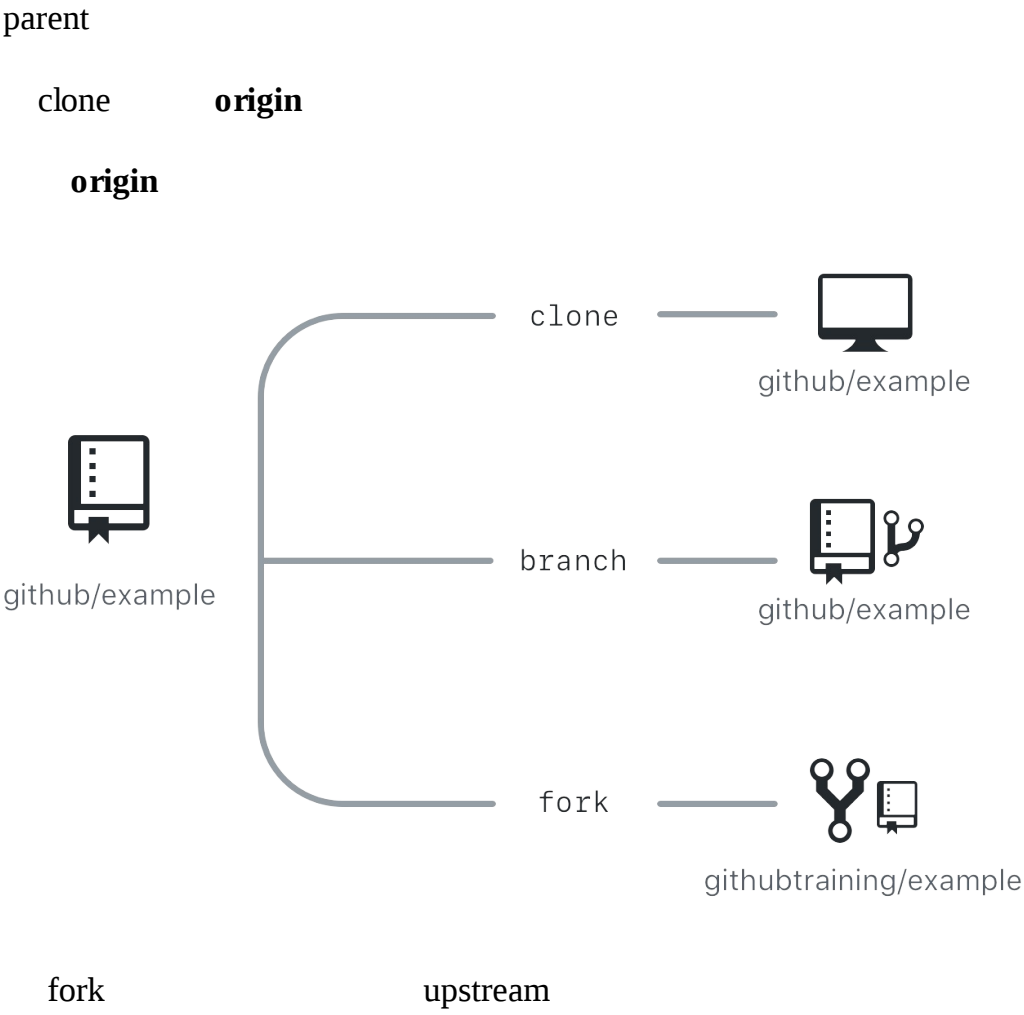 parent
clone origin
origin
clone
github/example
github/example
branch
github/example
fork
githubtraining/example
fork upstream